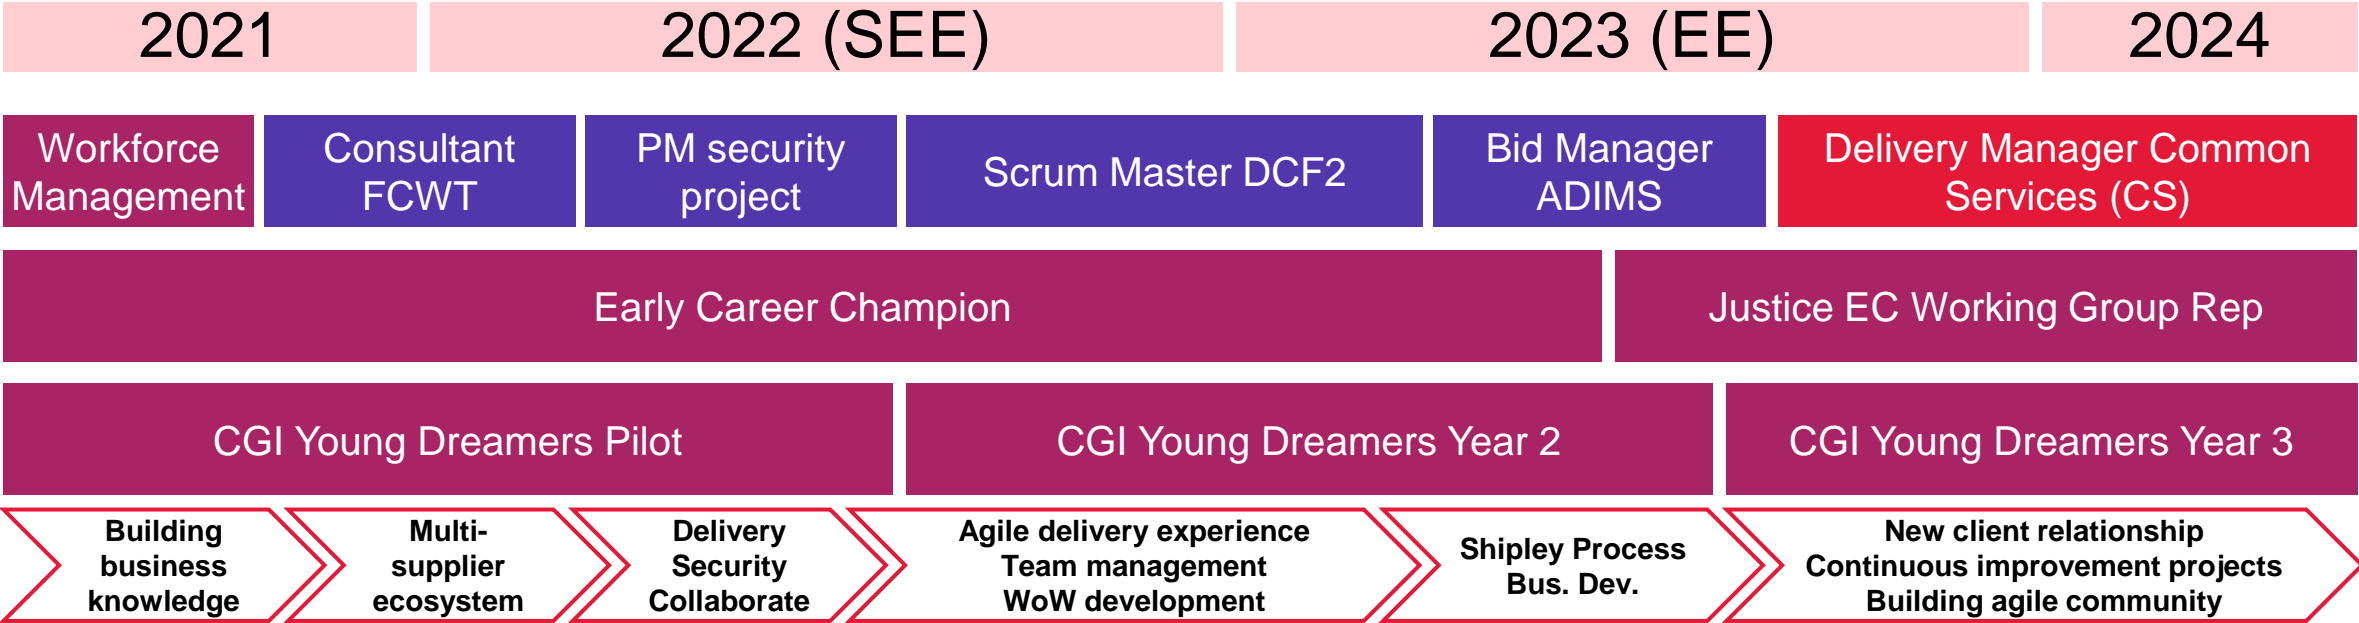 2021
2022 (SEE)
2023 (EE)
2024
Workforce
Management
Consultant
FCWT
PM security
project
Scrum Master DCF2
Bid Manager
ADIMS
Delivery Manager Common
Services (CS)
Early Career Champion
Justice EC Working Group Rep
CGI Young Dreamers Pilot
CGI Young Dreamers Year 2
CGI Young Dreamers Year 3
Building
business
knowledge
Multi-
supplier
ecosystem
Delivery
Security
Collaborate
Agile delivery experience
Team management
WoW development
Shipley Process
Bus. Dev.
New client relationship
Continuous improvement projects
Building agile community